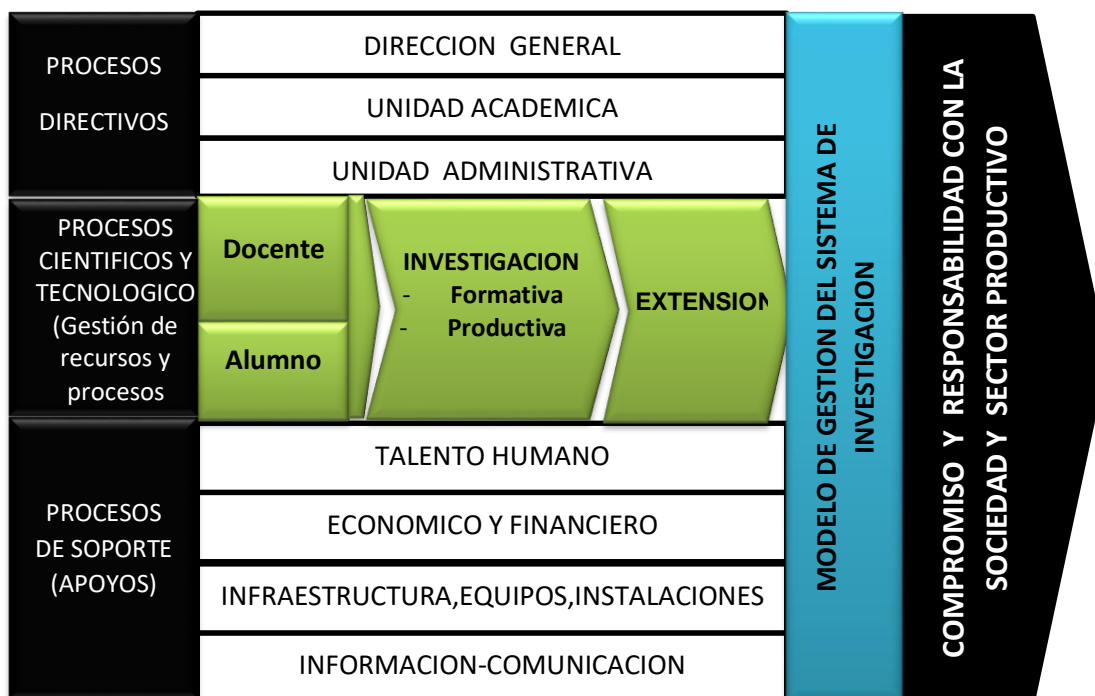 PROCESOS
DIRECTIVOS
DIRECCION GENERAL
UNIDAD ACADEMICA
UNIDAD ADMINISTRATIVA
PROCESOS
CIENTIFICOS Y
TECNOLOGICO
(Gestión de
recursos y
procesos
Docente
Alumno
INVESTIGACION
- Formativa
- Productiva
EXTENSION
PROCESOS
DE SOPORTE
(APOYOS)
TALENTO HUMANO
ECONOMICO Y FINANCIERO
INFRAESTRUCTURA,EQUIPOS,INSTALACIONES
INFORMACION-COMUNICACION
MODELO DE GESTION DEL SISTEMA DE
INVESTIGACION
COMPROMISO Y RESPONSABILIDAD CON LA
SOCIEDAD Y SECTOR PRODUCTIVO